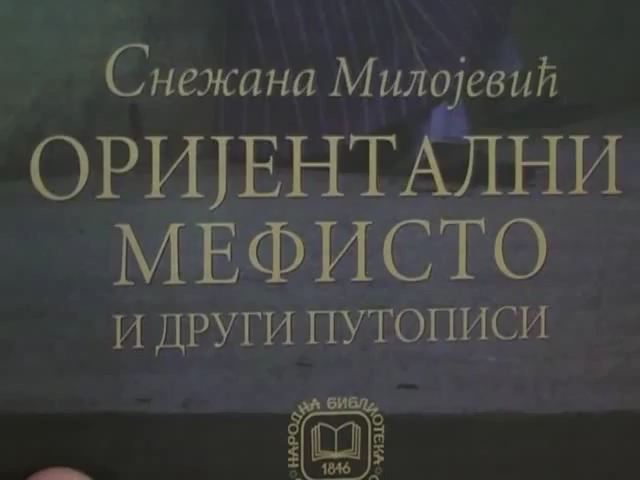 Снежана Милојевић
ОРИЈЕНТАЛНИ
МЕФИСТО
И ДРУГИ ПУТОПИСИ
НАРОДНА БИБЛИОТЕКА
1846